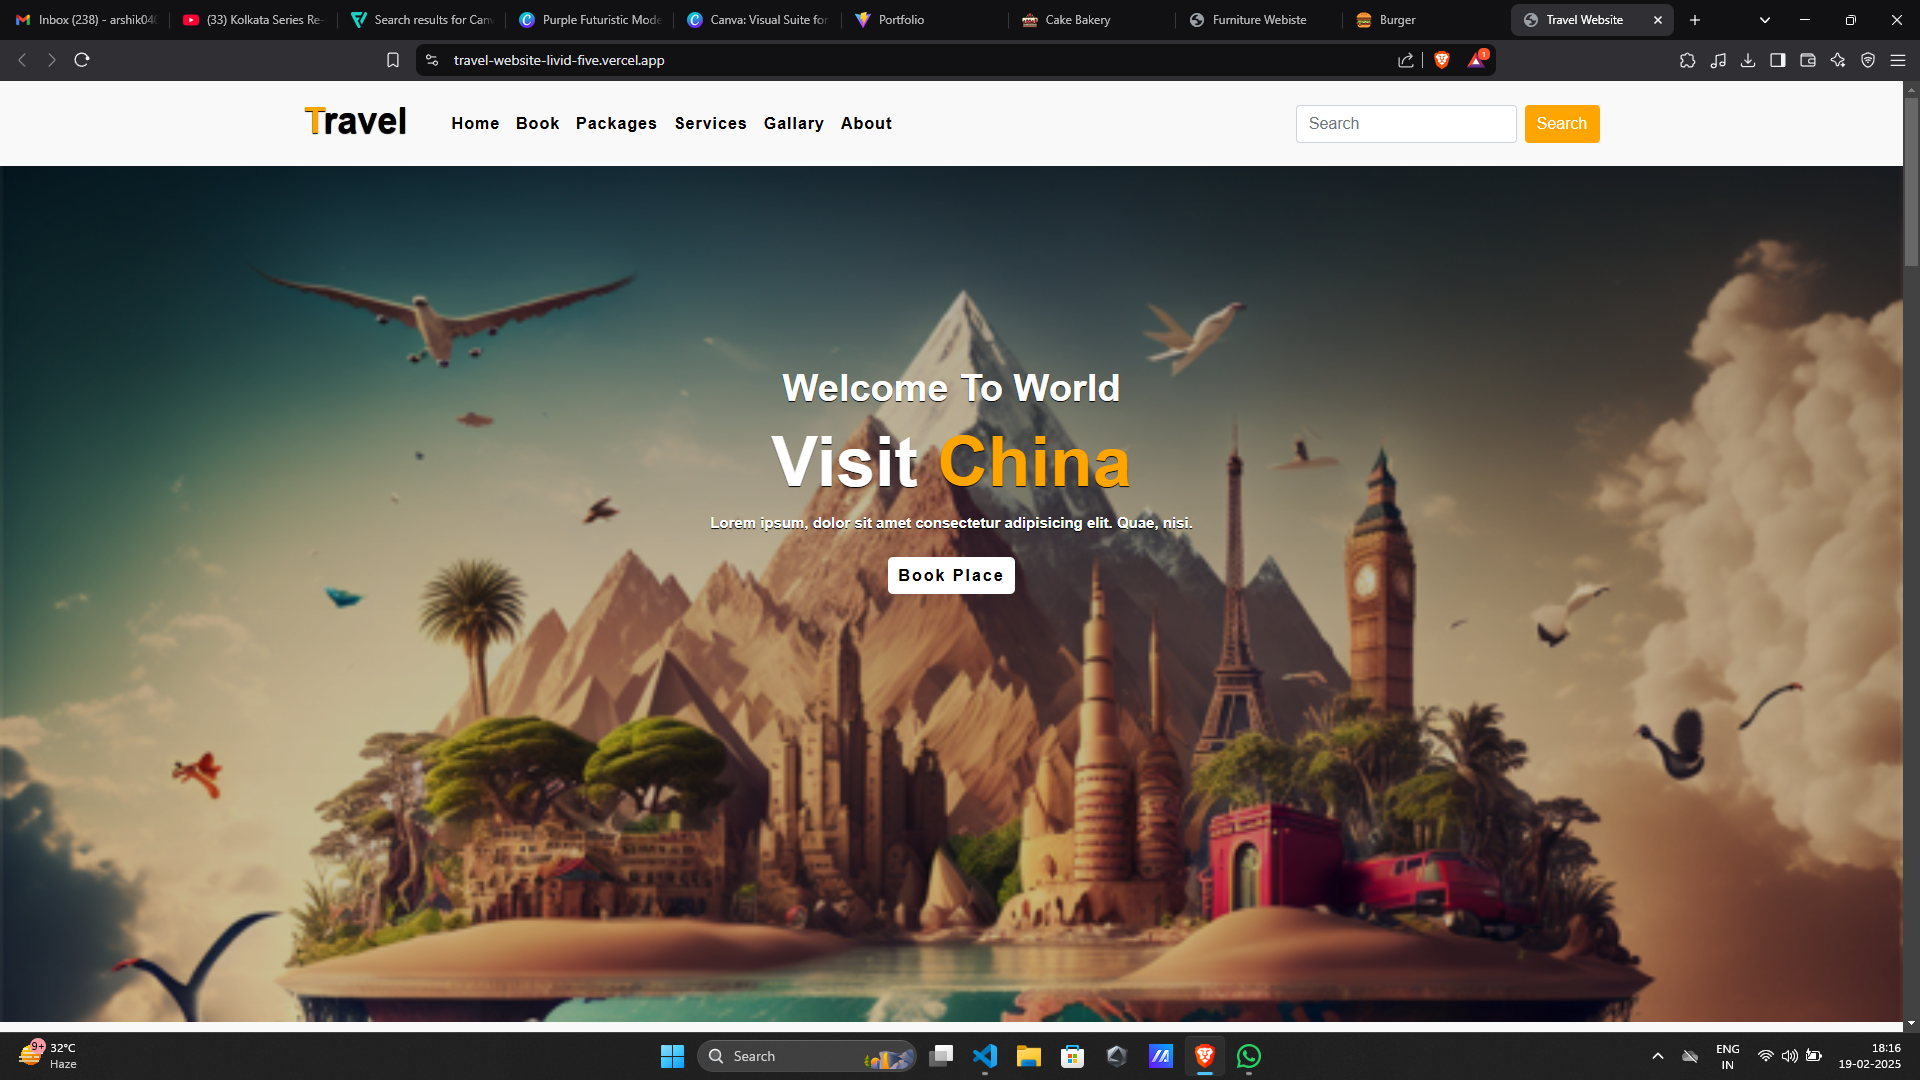 Inbox (238) - arshik040
(33) Kolkata Series Re-
Search results for Can
Purple Futuristic Mode
Canva: Visual Suite for
Portfolio
Cake Bakery
Furniture Webiste
Burger
Travel Website
travel-website-livid-five.vercel.app
1
Travel
Home
Book
Packages
Services
Gallary
About
Search
Search
Welcome To World
Visit China
Lorem ipsum, dolor sit amet consectetur adipisicing elit. Quae, nisi.
Book Place
9+
32°C
Haze
Search
ENG
IN
18:16
19-02-2025